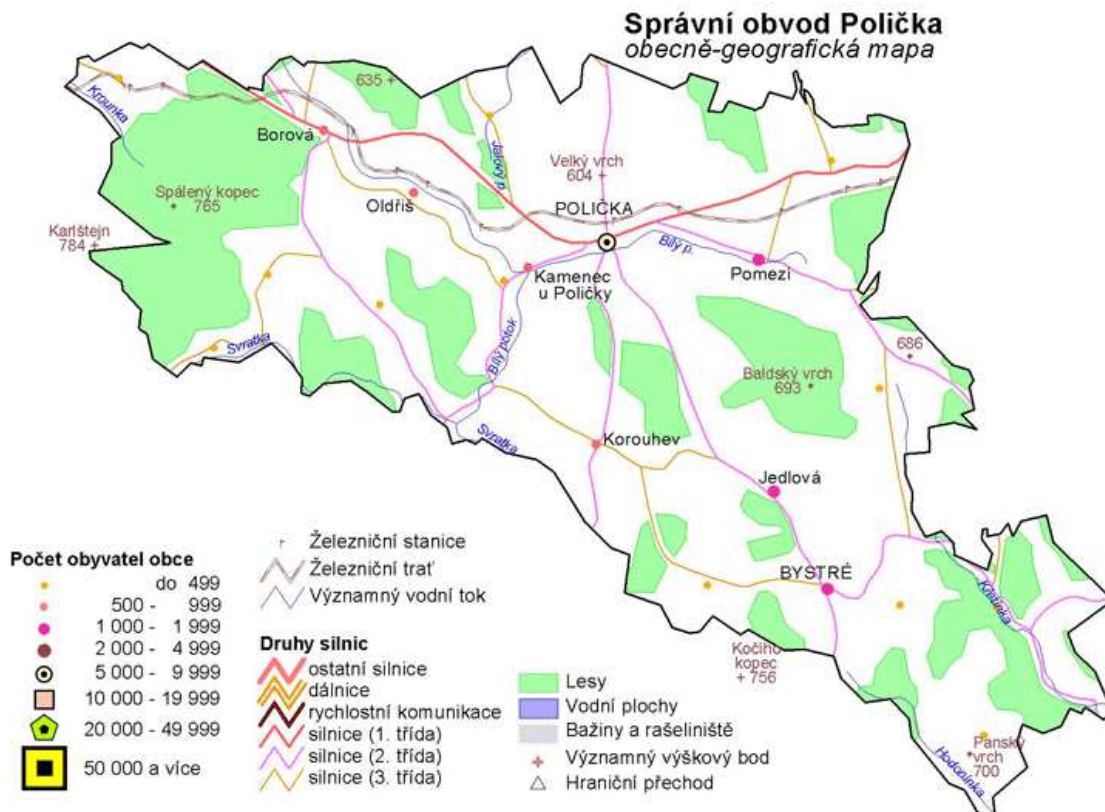 Správní obvod Polička
obecně-geografická mapa
635
Krounka
Borová
Jalový p.
Velký vrch
604
Spálený kopec
765
Oldřiš
POLIČKA
Karlštejn
784
Bílý p.
Pomezí
Kamenec
u Poličky
Svratka
Bílý potok
686
Baldský vrch
693
Svratka
Korouhev
Jedlová
BYSTRÉ
Křetínka
Kočího
kopec
756
Panský
vrch
700
Hodonínka
Počet obyvatel obce
do 499
500 - 999
1 000 - 1 999
2 000 - 4 999
5 000 - 9 999
10 000 - 19 999
20 000 - 49 999
50 000 a více
Železniční stanice
Železniční trať
Významný vodní tok
Druhy silnic
ostatní silnice
dálnice
rychlostní komunikace
silnice (1. třída)
silnice (2. třída)
silnice (3. třída)
Lesy
Vodní plochy
Bažiny a rašeliniště
Významný výškový bod
Hraniční přechod